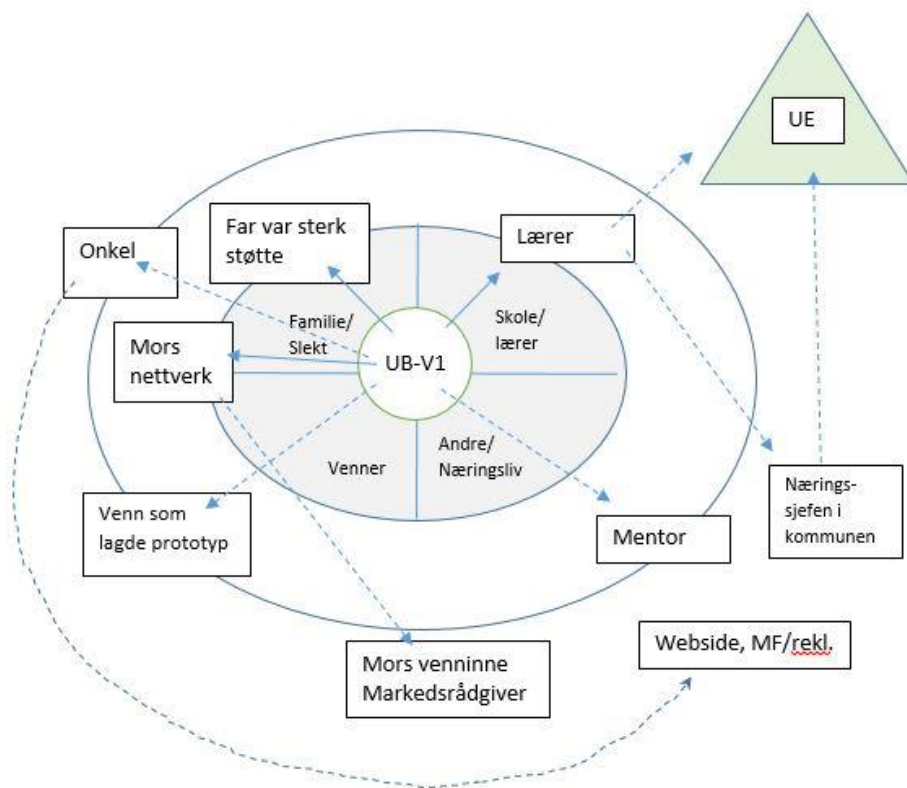 UE
Far var sterk
støtte
Lærer
Onkel
Familie/
Slekt
Skole/
lærer
Mors
nettverk
UB-V1
Venner
Andre/
Næringsliv
Venn som
lagde prototyp
Mentor
Nærings-
sjefen i
kommunen
Mors venninne
Markedsrådgiver
Webside, MF/rekl.